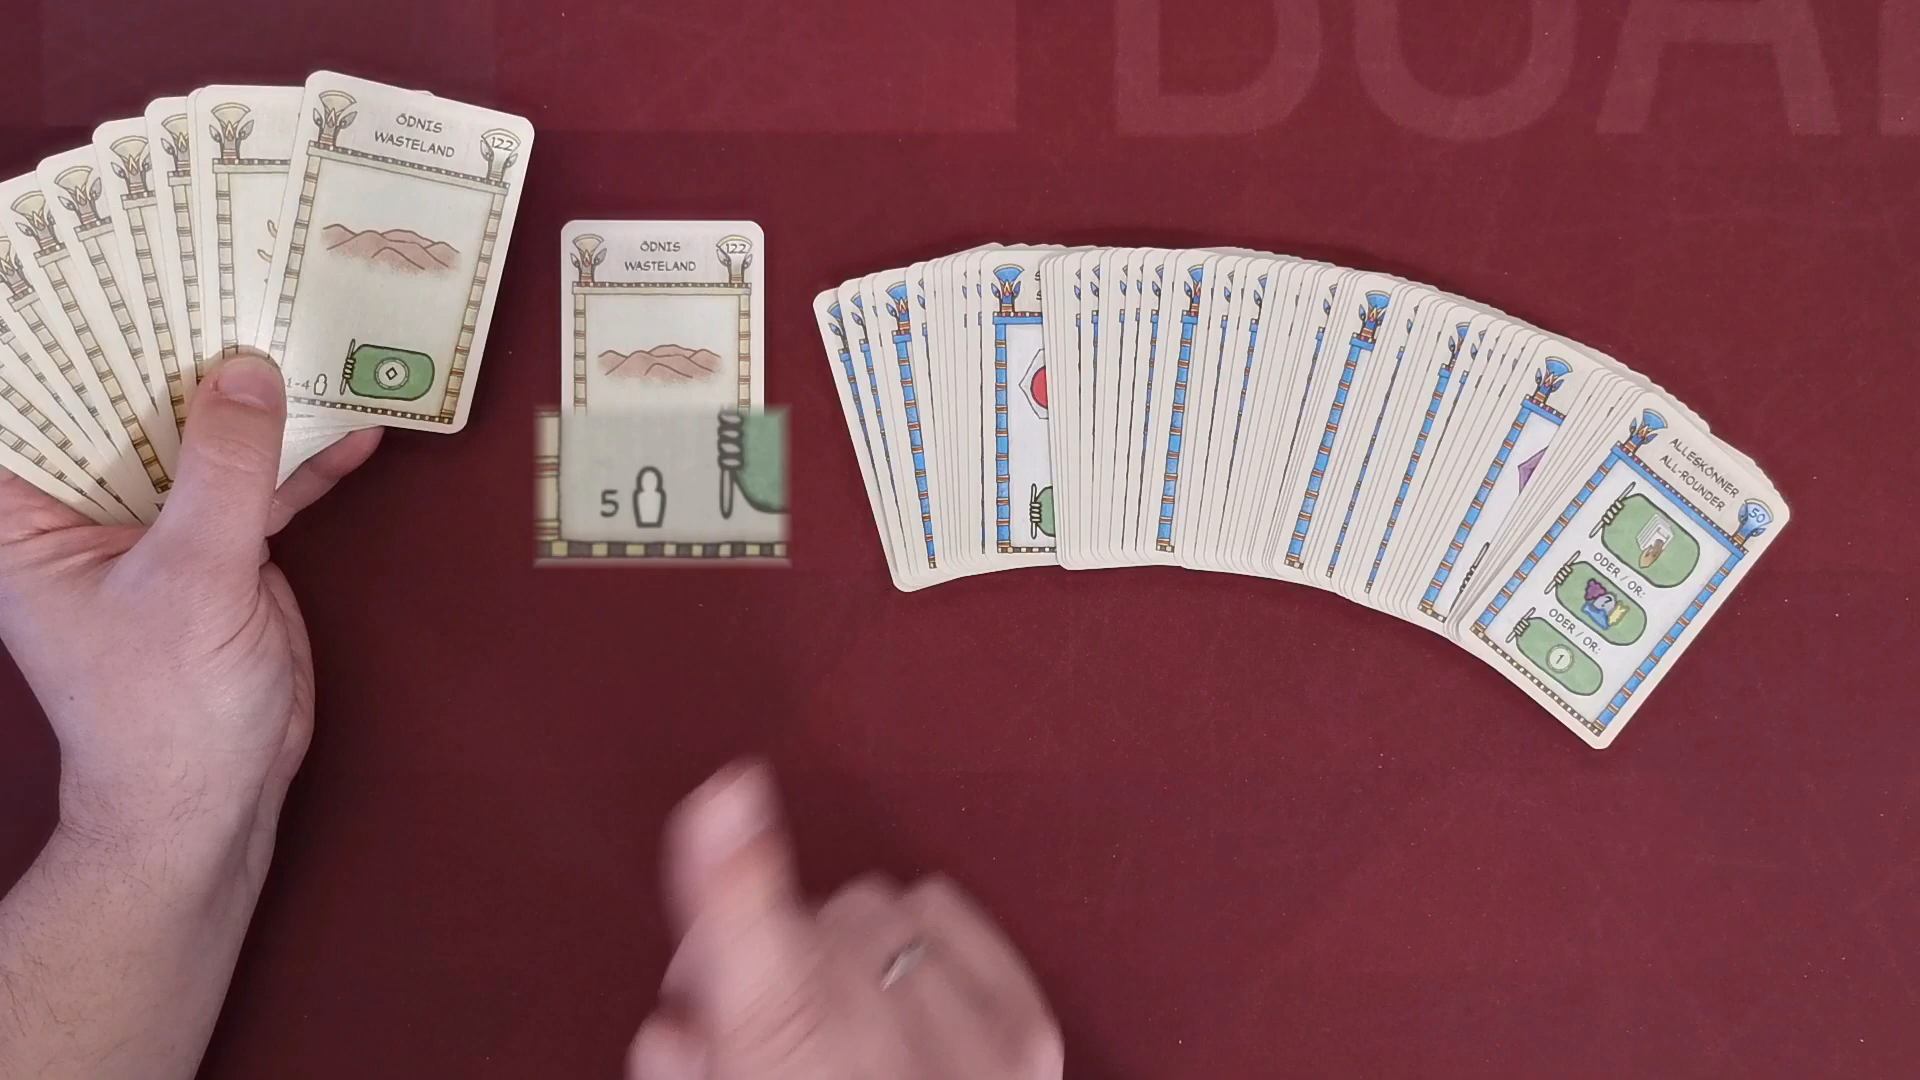 ÖDNIS
WASTELAND
122
1-4
ÖDNIS
WASTELAND
122
5
ALLESKÖNNER
ALL-ROUNDER
50
ODER / OR:
ODER / OR:
1